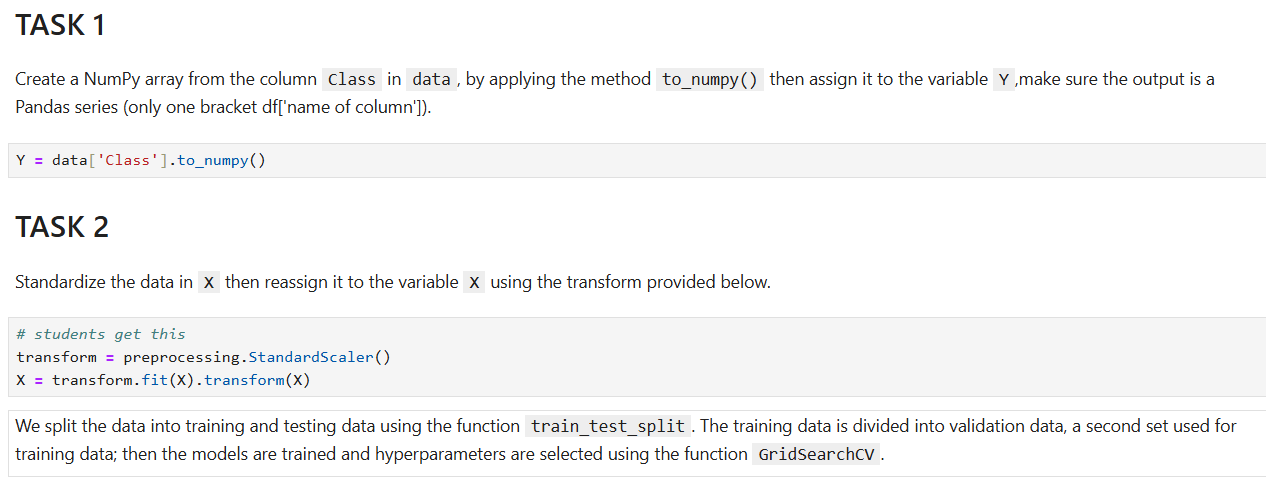 TASK 1
Create a NumPy array from the column Class in data , by applying the method to_numpy() then assign it to the variable Y ,make sure the output is a
Pandas series (only one bracket df['name of column']).
Y = data['Class'].to_numpy()
TASK 2
Standardize the data in X then reassign it to the variable X using the transform provided below.
# students get this
transform = preprocessing.StandardScaler()
X = transform.fit(X).transform(X)
We split the data into training and testing data using the function train_test_split . The training data is divided into validation data, a second set used for
training data; then the models are trained and hyperparameters are selected using the function GridSearchCV .